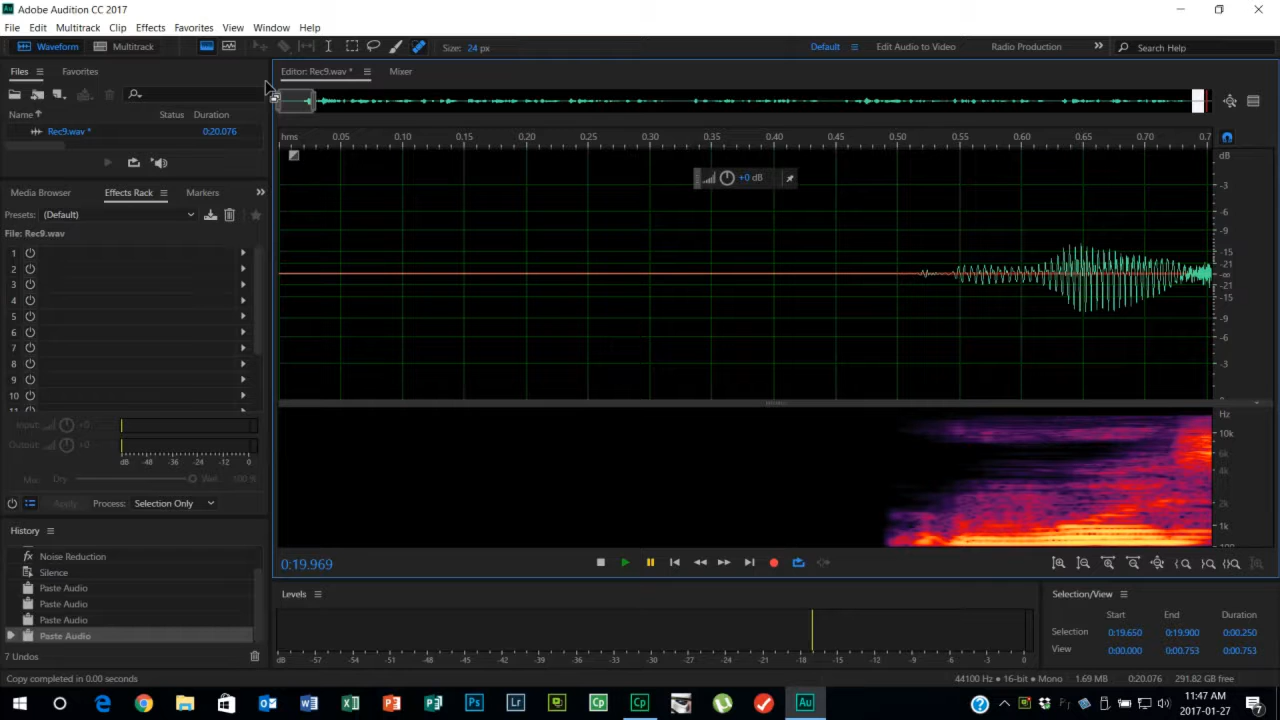 Adobe Audition CC 2017
File Edit Multitrack Clip Effects Favorites View Window Help
Waveform Multitrack Size: 24 px Default Edit Audio to Video Radio Production Search Help
Files Favorites
Editor: Rec9.wav * Mixer
Name Status Duration
Rec9.wav * 0:20.076
hms 0.05 0.10 0.15 0.20 0.25 0.30 0.35 0.40 0.45 0.50 0.55 0.60 0.65 0.70 0.7
dB
+0 dB
-3
-6
-9
-15
-21
-∞
-21
-15
-9
-6
-3
Media Browser Effects Rack Markers
Presets: (Default)
File: Rec9.wav
1
2
3
4
5
6
7
8
9
10
11
Input: +0
Output: +0
dB -48 -36 -24 -12 0
Mix: Dry Wet 100 %
Apply Process: Selection Only
Hz
10k
6k
4k
2k
1k
100
History
Noise Reduction
Silence
Paste Audio
Paste Audio
Paste Audio
Paste Audio
7 Undos
0:19.969
Levels
dB -57 -54 -51 -48 -45 -42 -39 -36 -33 -30 -27 -24 -21 -18 -15 -12 -9 -6 -3 0
Selection/View
Start End Duration
Selection 0:19.650 0:19.900 0:00.250
View 0:00.000 0:00.753 0:00.753
Copy completed in 0.00 seconds
44100 Hz • 16-bit • Mono 1.69 MB 0:20.076 291.82 GB free
11:47 AM
2017-01-27